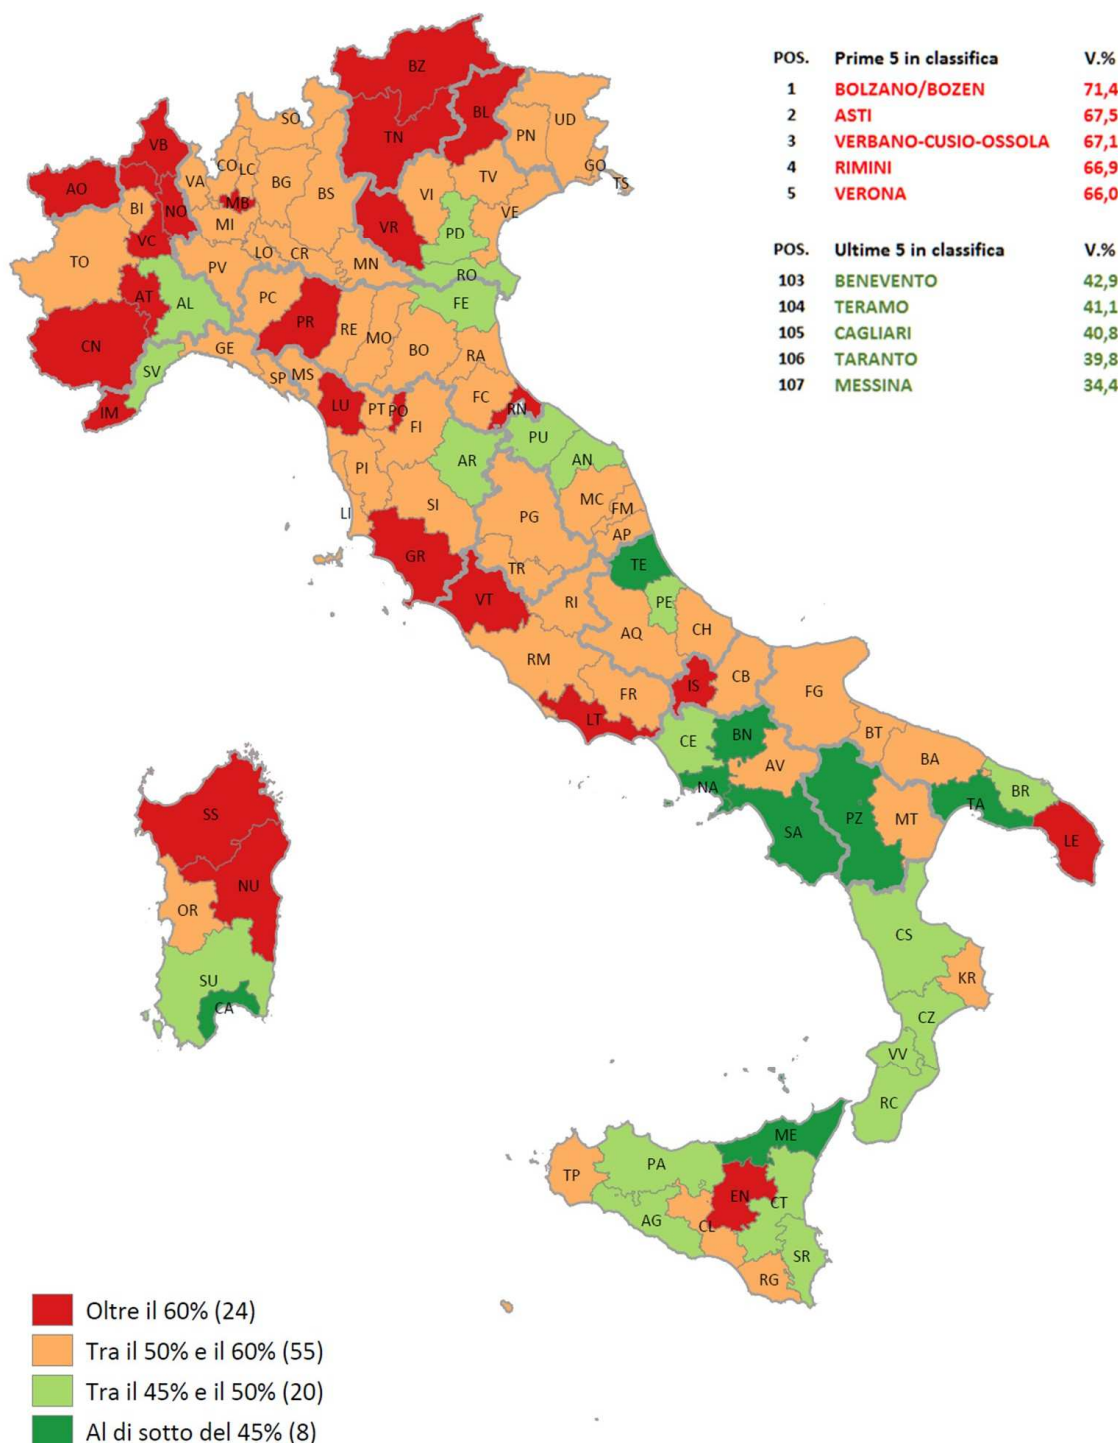 POS. Prime 5 in classifica V.%
1 BOLZANO/BOZEN 71,4
2 ASTI 67,5
3 VERBANO-CUSIO-OSSOLA 67,1
4 RIMINI 66,9
5 VERONA 66,0
POS. Ultime 5 in classifica V.%
103 BENEVENTO 42,9
104 TERAMO 41,1
105 CAGLIARI 40,8
106 TARANTO 39,8
107 MESSINA 34,4
BZ
BL
SO
TN
PN
UD
VB
CO
LC
GO
AO
VA
BG
BS
TV
TS
BI
NO
MB
VI
VE
MI
VR
PD
VC
TO
LO
CR
MN
PV
RO
AT
AL
PC
FE
PR
RE
CN
MO
BO
GE
RA
SV
SP
MS
FC
IM
LU
PT
PO
RN
FI
PU
AR
AN
PI
MC
SI
FM
LI
PG
AP
GR
TR
TE
VT
RI
PE
AQ
CH
RM
CB
FR
IS
FG
LT
BN
CE
BT
BA
AV
NA
BR
TA
SS
SA
PZ
MT
LE
NU
OR
CS
SU
KR
CA
CZ
VV
RC
ME
PA
TP
EN
CT
AG
CL
SR
RG
Oltre il 60% (24)
Tra il 50% e il 60% (55)
Tra il 45% e il 50% (20)
Al di sotto del 45% (8)